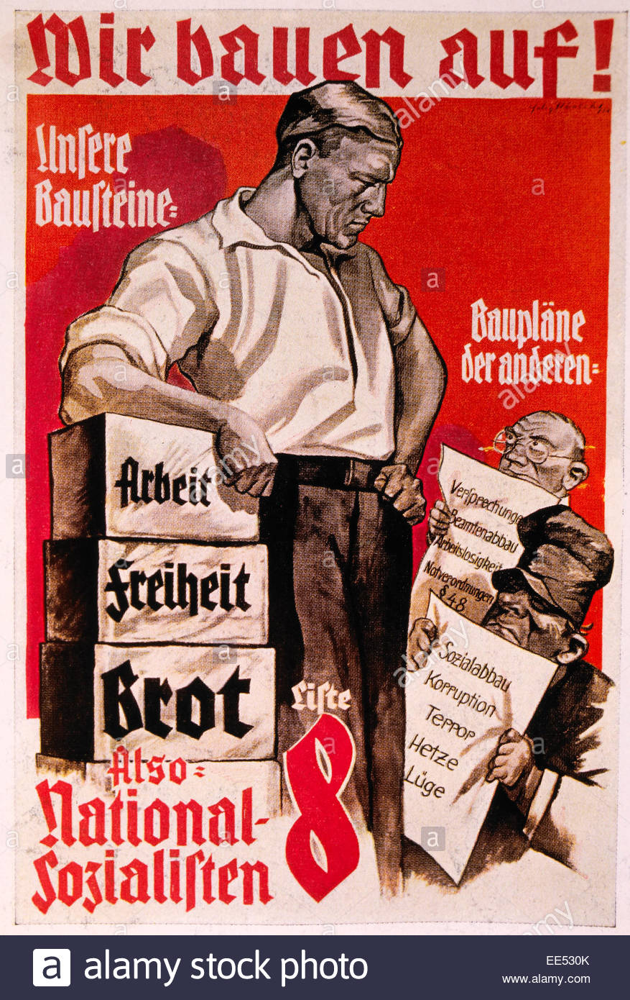 Wir bauen auf!
Unsere
Bausteine=
Baupläne
der anderen=
Arbeit
Freiheit
Brot
Versprechungen
Beamtenabbau
Arbeitslosigkeit
Notverordnungen
§ 48
Sozialabbau
Korruption
Terror
Hetze
Lüge
Liste
8
Also=
National-
Sozialisten
a alamy stock photo
EE530K
www.alamy.com